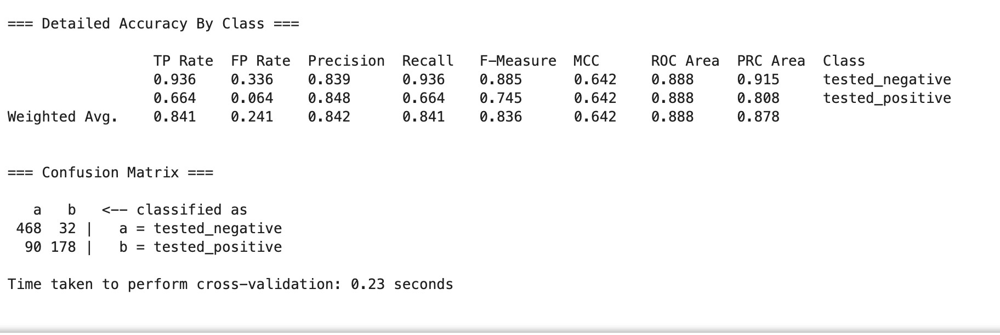 === Detailed Accuracy By Class ===

                 TP Rate  FP Rate  Precision  Recall   F-Measure  MCC      ROC Area  PRC Area  Class
                 0.936    0.336    0.839      0.936    0.885      0.642    0.888     0.915     tested_negative
                 0.664    0.064    0.848      0.664    0.745      0.642    0.888     0.808     tested_positive
Weighted Avg.    0.841    0.241    0.842      0.841    0.836      0.642    0.888     0.878

=== Confusion Matrix ===

   a   b   <-- classified as
 468  32 |   a = tested_negative
  90 178 |   b = tested_positive

Time taken to perform cross-validation: 0.23 seconds